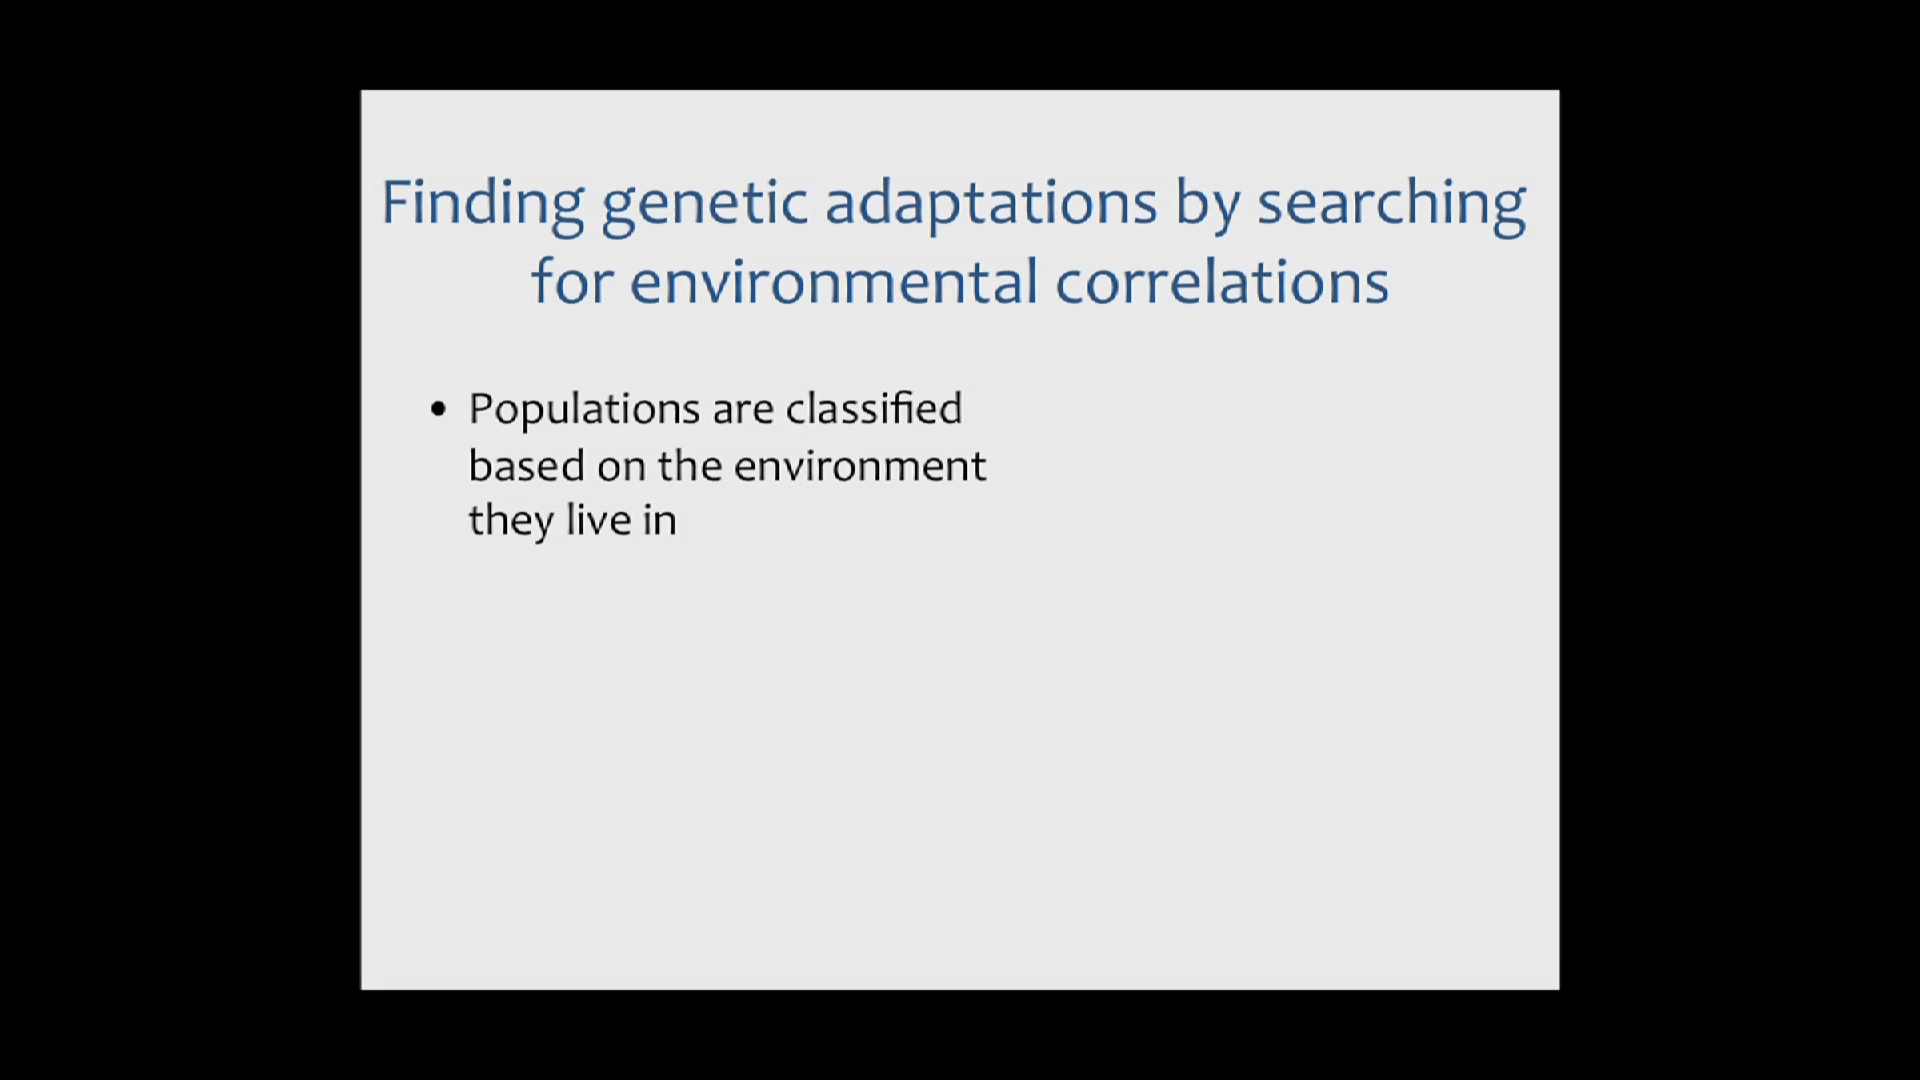 Finding genetic adaptations by searching
for environmental correlations
• Populations are classified
based on the environment
they live in